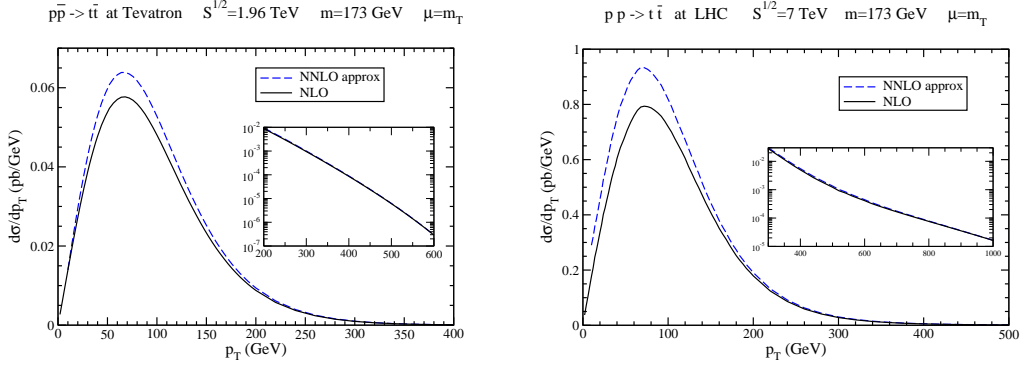 pp̅ -> tt̅ at Tevatron S^1/2=1.96 TeV m=173 GeV μ=m_T
NNLO approx
NLO
dσ/dp_T (pb/GeV)
0.06
0.04
0.02
0
0 50 100 150 200 250 300 350 400
p_T (GeV)
10^-2
10^-3
10^-4
10^-5
10^-6
10^-7
200 300 400 500 600
p p -> t t̅ at LHC S^1/2=7 TeV m=173 GeV μ=m_T
NNLO approx
NLO
dσ/dp_T (pb/GeV)
1
0.8
0.6
0.4
0.2
0
0 100 200 300 400 500
p_T (GeV)
10^-2
10^-3
10^-4
10^-5
400 600 800 1000